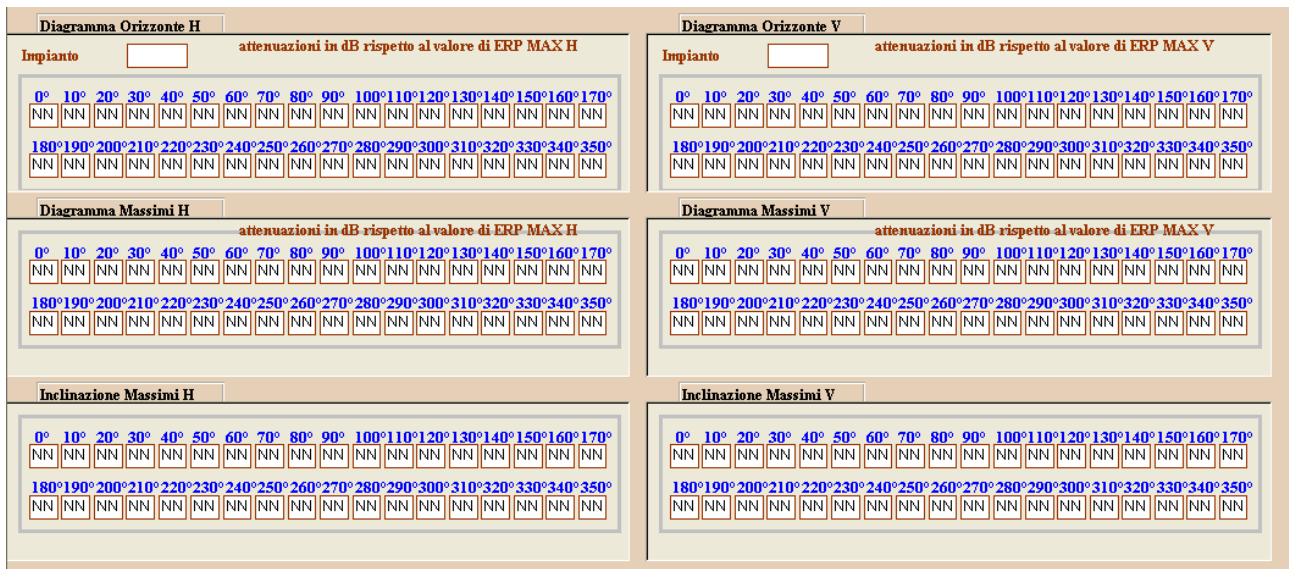 Diagramma Orizzonte H
attenuazioni in dB rispetto al valore di ERP MAX H
Impianto
0° 10° 20° 30° 40° 50° 60° 70° 80° 90° 100° 110° 120° 130° 140° 150° 160° 170°
NN NN NN NN NN NN NN NN NN NN NN NN NN NN NN NN NN NN
180° 190° 200° 210° 220° 230° 240° 250° 260° 270° 280° 290° 300° 310° 320° 330° 340° 350°
NN NN NN NN NN NN NN NN NN NN NN NN NN NN NN NN NN NN
Diagramma Orizzonte V
attenuazioni in dB rispetto al valore di ERP MAX V
Impianto
0° 10° 20° 30° 40° 50° 60° 70° 80° 90° 100° 110° 120° 130° 140° 150° 160° 170°
NN NN NN NN NN NN NN NN NN NN NN NN NN NN NN NN NN NN
180° 190° 200° 210° 220° 230° 240° 250° 260° 270° 280° 290° 300° 310° 320° 330° 340° 350°
NN NN NN NN NN NN NN NN NN NN NN NN NN NN NN NN NN NN
Diagramma Massimi H
attenuazioni in dB rispetto al valore di ERP MAX H
0° 10° 20° 30° 40° 50° 60° 70° 80° 90° 100° 110° 120° 130° 140° 150° 160° 170°
NN NN NN NN NN NN NN NN NN NN NN NN NN NN NN NN NN NN
180° 190° 200° 210° 220° 230° 240° 250° 260° 270° 280° 290° 300° 310° 320° 330° 340° 350°
NN NN NN NN NN NN NN NN NN NN NN NN NN NN NN NN NN NN
Diagramma Massimi V
attenuazioni in dB rispetto al valore di ERP MAX V
0° 10° 20° 30° 40° 50° 60° 70° 80° 90° 100° 110° 120° 130° 140° 150° 160° 170°
NN NN NN NN NN NN NN NN NN NN NN NN NN NN NN NN NN NN
180° 190° 200° 210° 220° 230° 240° 250° 260° 270° 280° 290° 300° 310° 320° 330° 340° 350°
NN NN NN NN NN NN NN NN NN NN NN NN NN NN NN NN NN NN
Inclinazione Massimi H
0° 10° 20° 30° 40° 50° 60° 70° 80° 90° 100° 110° 120° 130° 140° 150° 160° 170°
NN NN NN NN NN NN NN NN NN NN NN NN NN NN NN NN NN NN
180° 190° 200° 210° 220° 230° 240° 250° 260° 270° 280° 290° 300° 310° 320° 330° 340° 350°
NN NN NN NN NN NN NN NN NN NN NN NN NN NN NN NN NN NN
Inclinazione Massimi V
0° 10° 20° 30° 40° 50° 60° 70° 80° 90° 100° 110° 120° 130° 140° 150° 160° 170°
NN NN NN NN NN NN NN NN NN NN NN NN NN NN NN NN NN NN
180° 190° 200° 210° 220° 230° 240° 250° 260° 270° 280° 290° 300° 310° 320° 330° 340° 350°
NN NN NN NN NN NN NN NN NN NN NN NN NN NN NN NN NN NN